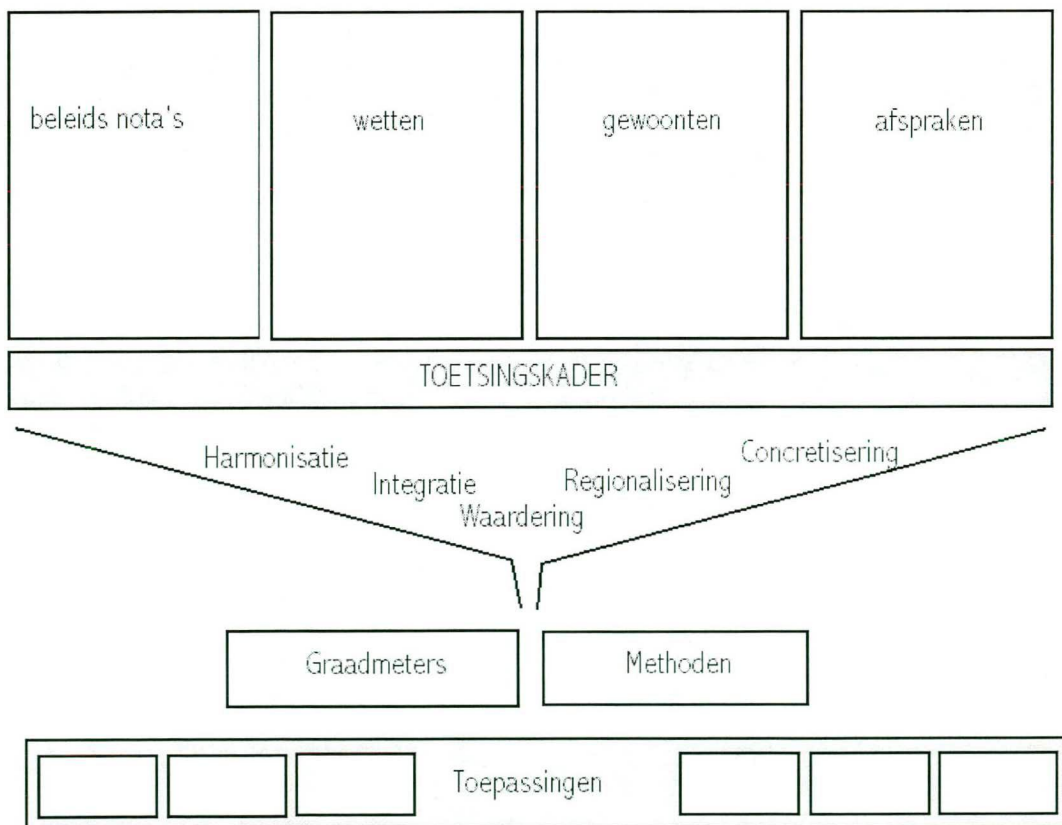 beleids nota's
wetten
gewoonten
afspraken
TOETSINGSKADER
Harmonisatie
Integratie
Waardering
Regionalisering
Concretisering
Graadmeters
Methoden
Toepassingen